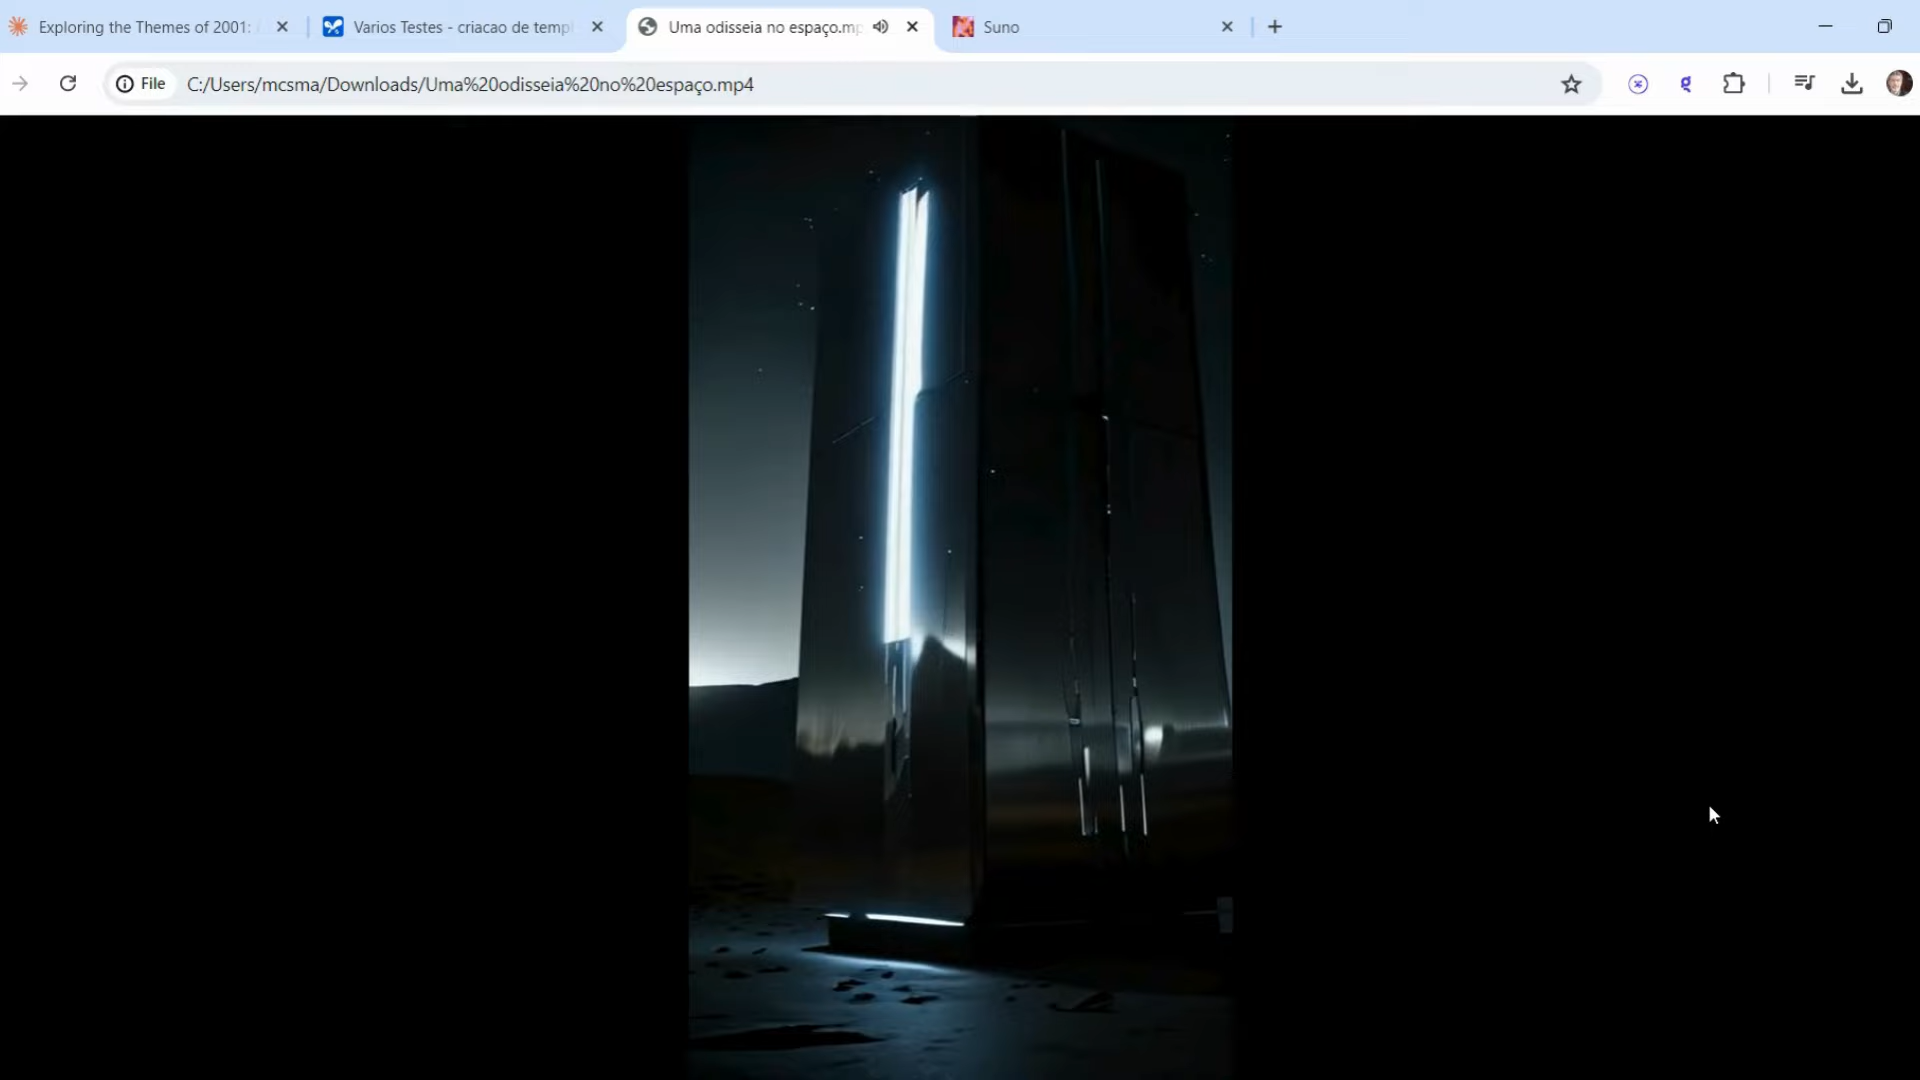 Exploring the Themes of 2001:
Varios Testes - criacao de templ
Uma odisseia no espaço.mp
Suno
File
C:/Users/mcsma/Downloads/Uma%20odisseia%20no%20espaço.mp4